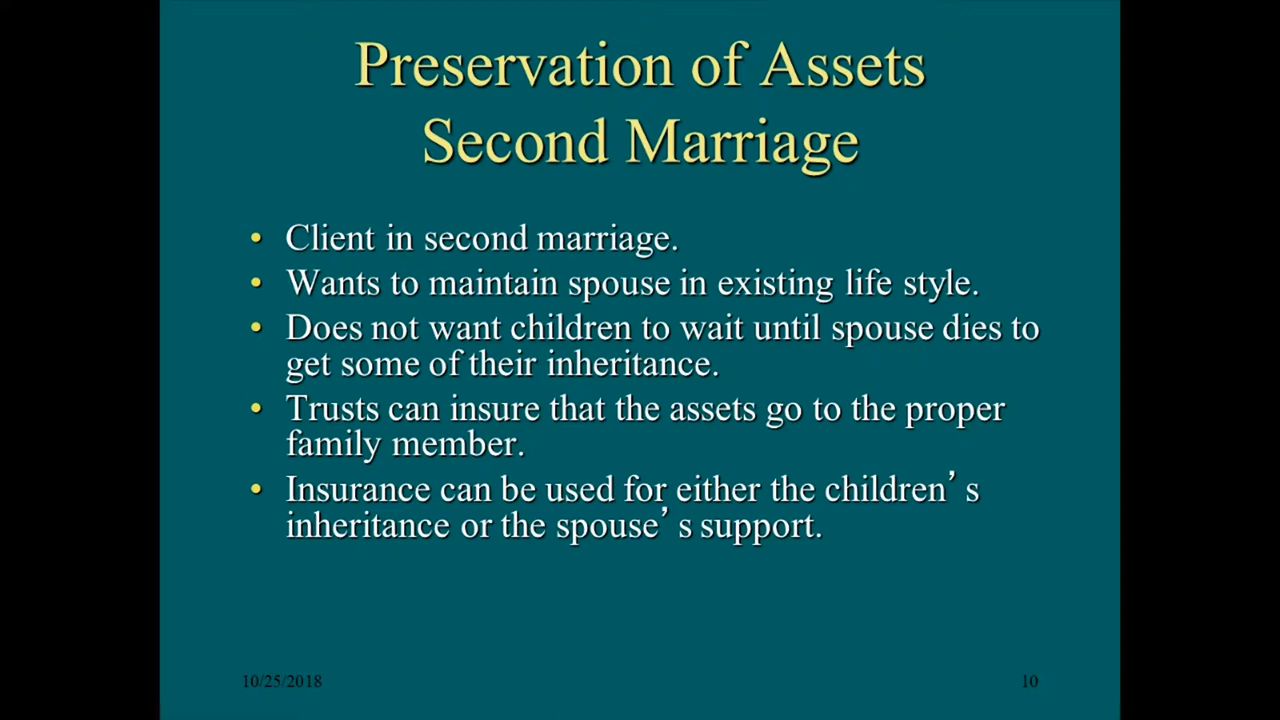 Preservation of Assets
Second Marriage
• Client in second marriage.
• Wants to maintain spouse in existing life style.
• Does not want children to wait until spouse dies to
get some of their inheritance.
• Trusts can insure that the assets go to the proper
family member.
• Insurance can be used for either the children’s
inheritance or the spouse’s support.
10/25/2018
10